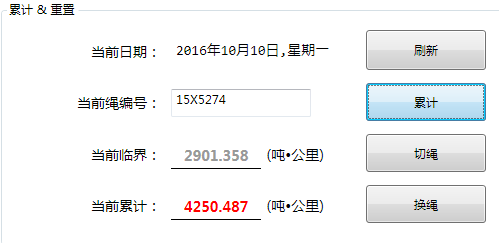 累计 & 重置
当前日期： 2016年10月10日,星期一 刷新
当前绳编号： 15X5274 累计
当前临界： 2901.358 (吨•公里) 切绳
当前累计： 4250.487 (吨•公里) 换绳